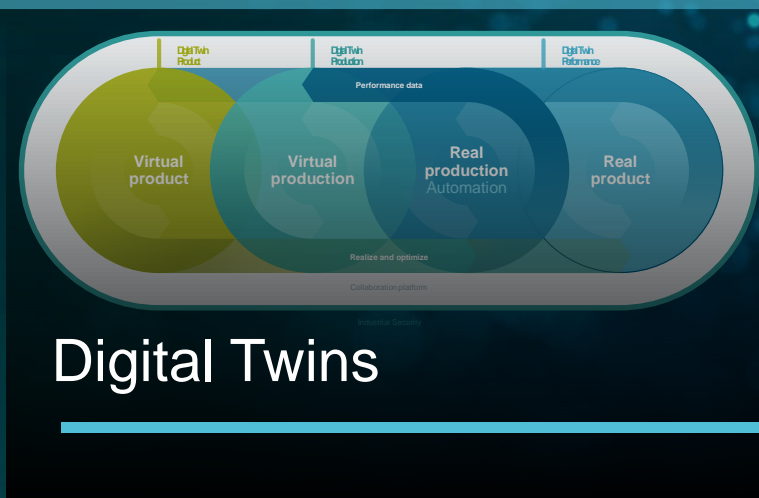 Digital Twin
Product
Digital Twin
Production
Digital Twin
Performance
Performance data
Virtual
product
Virtual
production
Real
production
Automation
Real
product
Realize and optimize
Collaboration platform
Industrial Security
Digital Twins